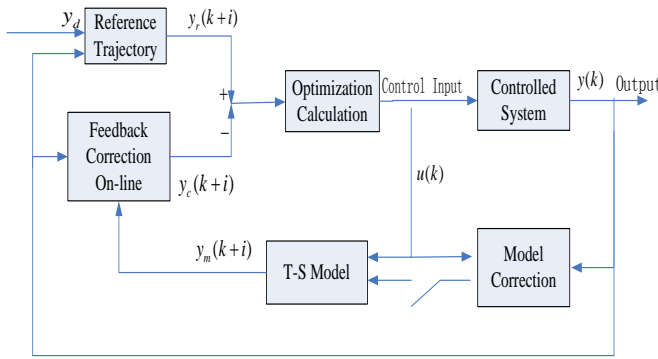 y_d
Reference
Trajectory
y_r(k+i)
+
−
Optimization
Calculation
Control Input
Controlled
System
y(k)
Output
Feedback
Correction
On-line
y_c(k+i)
u(k)
y_m(k+i)
T-S Model
Model
Correction